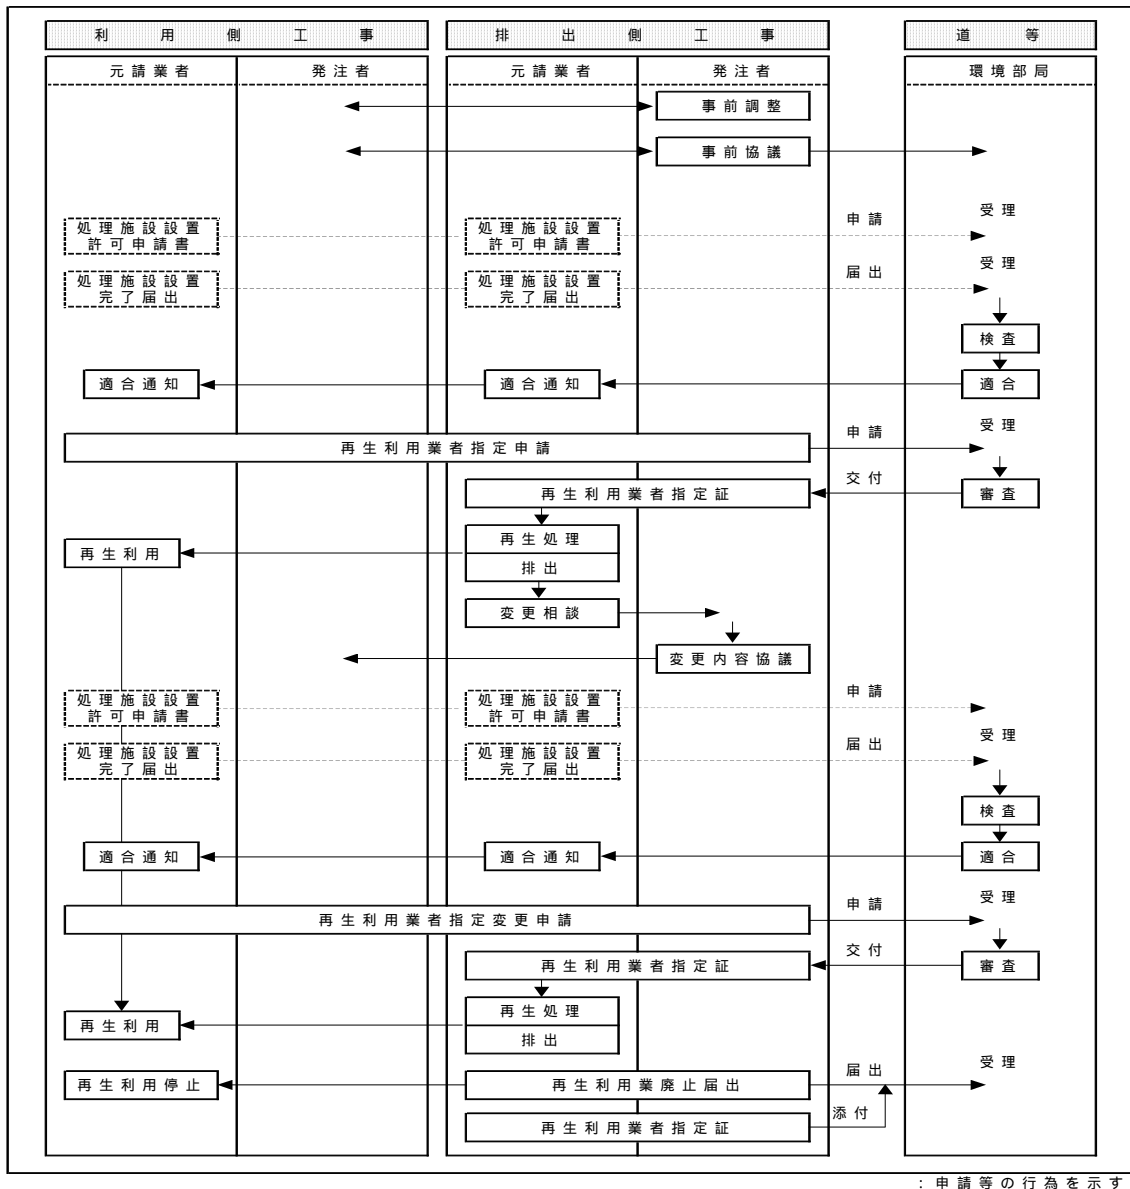 利用側工事 排出側工事 道等
元請業者 発注者 元請業者 発注者 環境部局
事前調整
事前協議
受理
申請
処理施設設置 処理施設設置
許可申請書 許可申請書
受理
届出
処理施設設置 処理施設設置
完了届出 完了届出
検査
適合通知 適合通知 適合
受理
申請
再生利用業者指定申請
交付
再生利用業者指定証 審査
再生処理
再生利用
排出
変更相談
変更内容協議
申請
処理施設設置 処理施設設置
許可申請書 許可申請書
受理
届出
処理施設設置 処理施設設置
完了届出 完了届出
検査
適合通知 適合通知 適合
受理
申請
再生利用業者指定変更申請
交付
再生利用業者指定証 審査
再生処理
再生利用
排出
受理
届出
再生利用停止 再生利用業廃止届出
添付
再生利用業者指定証
:申請等の行為を示す